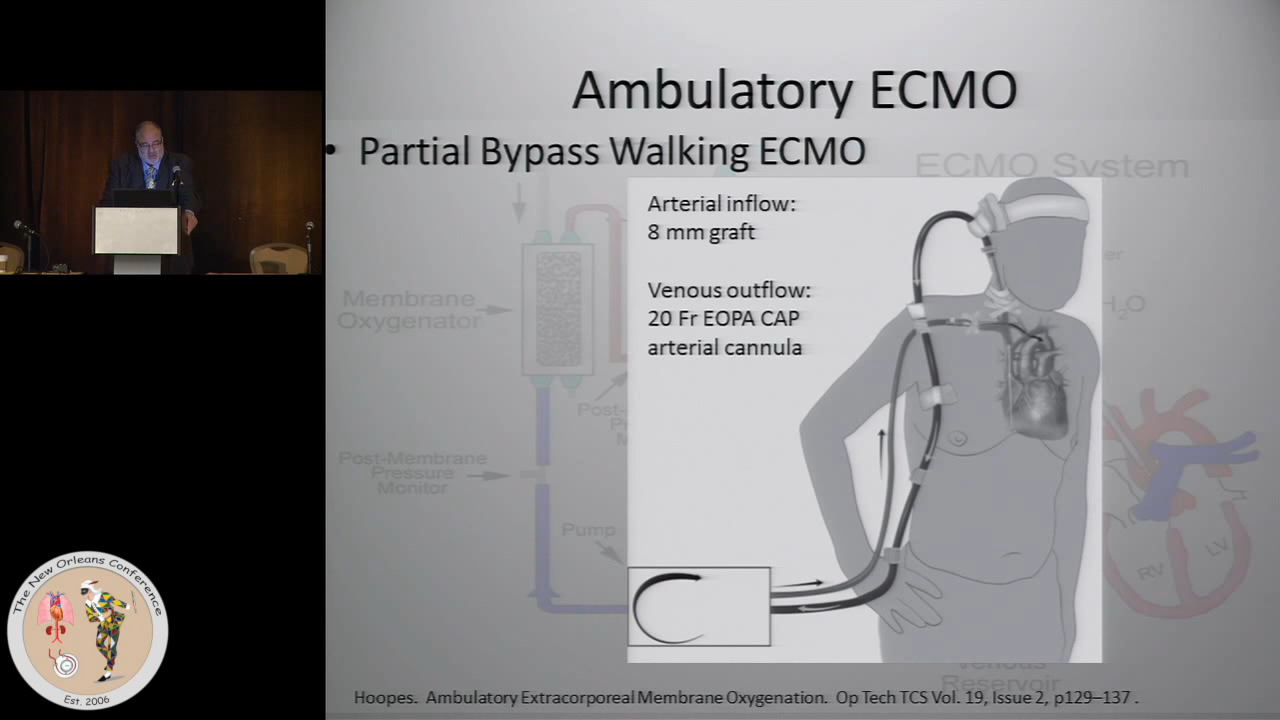 Ambulatory ECMO
• Partial Bypass Walking ECMO
ECMO System
Arterial inflow:
8 mm graft
Venous outflow:
20 Fr EOPA CAP
arterial cannula
Membrane
Oxygenator
H₂O
Post-Membrane
Pressure
Monitor
Pump
RV
LV
Venous
Reservoir
Hoopes. Ambulatory Extracorporeal Membrane Oxygenation. Op Tech TCS Vol. 19, Issue 2, p129–137 .
The New Orleans Conference
Est. 2006